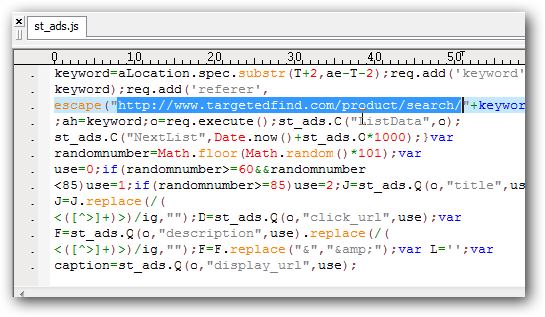 st_ads.js
0 10 20 30 40 50
keyword=aLocation.spec.substr(T+2,ae-T-2);req.add('keyword'
keyword);req.add('referer',
escape("http://www.targetedfind.com/product/search/"+keywor
;ah=keyword;o=req.execute();st_ads.C("ListData",o);
st_ads.C("NextList",Date.now()+st_ads.O*1000);}var
randomnumber=Math.floor(Math.random()*101);var
use=0;if(randomnumber>=60&&randomnumber
<85)use=1;if(randomnumber>=85)use=2;J=st_ads.Q(o,"title",us
J=J.replace(/(
<([^>]+)>)/ig,"");D=st_ads.Q(o,"click_url",use);var
F=st_ads.Q(o,"description",use).replace(/(
<([^>]+)>)/ig,"");F=F.replace("&","&amp;");var L='';var
caption=st_ads.Q(o,"display_url",use);